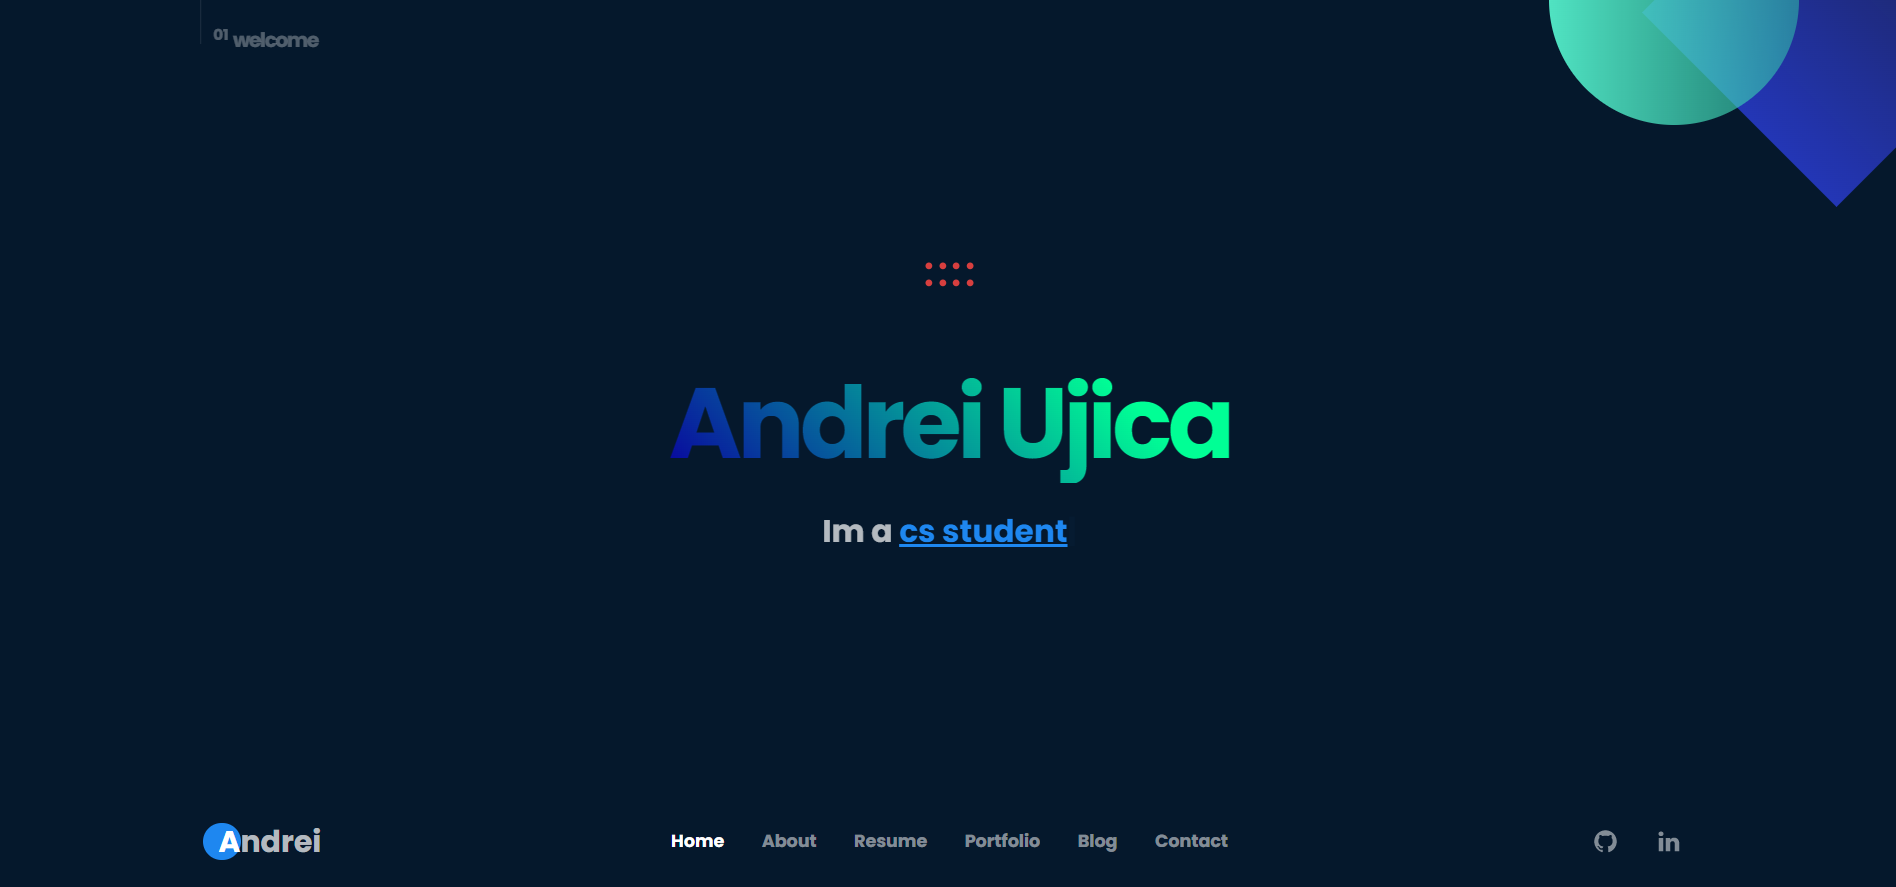 01 welcome
Andrei Ujica
Im a cs student
Andrei
Home About Resume Portfolio Blog Contact
in